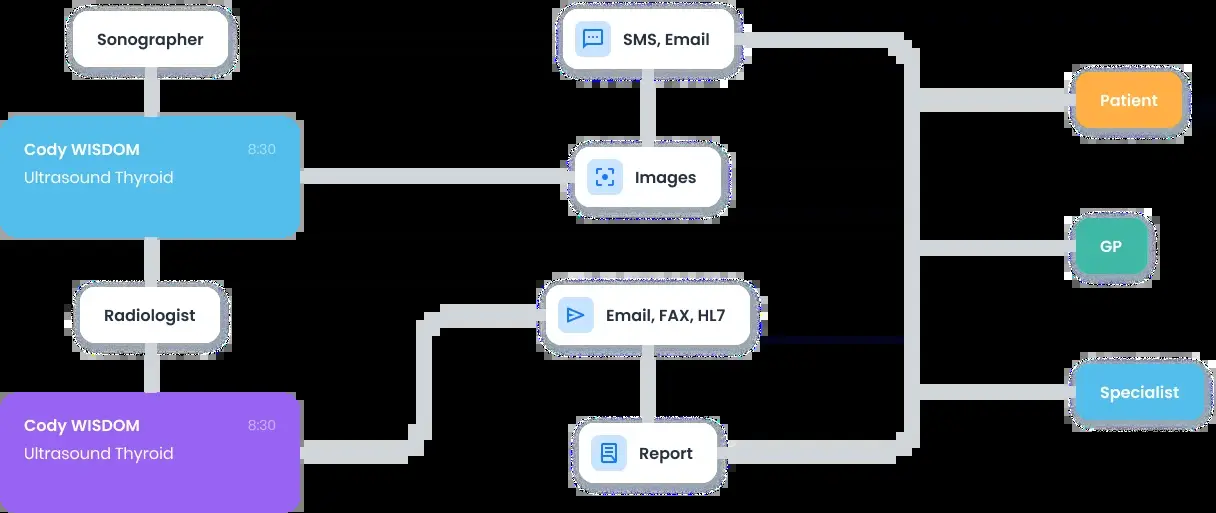 Sonographer
Cody WISDOM 8:30
Ultrasound Thyroid
Radiologist
Cody WISDOM 8:30
Ultrasound Thyroid
SMS, Email
Images
Email, FAX, HL7
Report
Patient
GP
Specialist